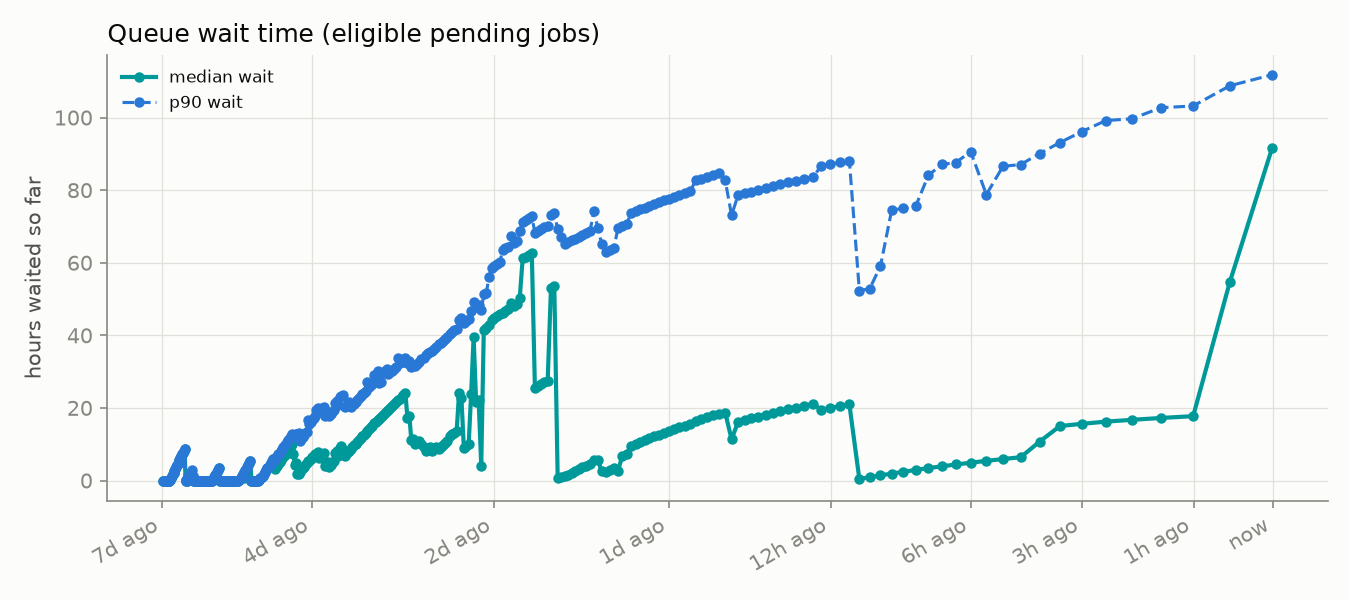 Queue wait time (eligible pending jobs)
median wait
p90 wait
hours waited so far
100
80
60
40
20
0
7d ago
4d ago
2d ago
1d ago
12h ago
6h ago
3h ago
1h ago
now